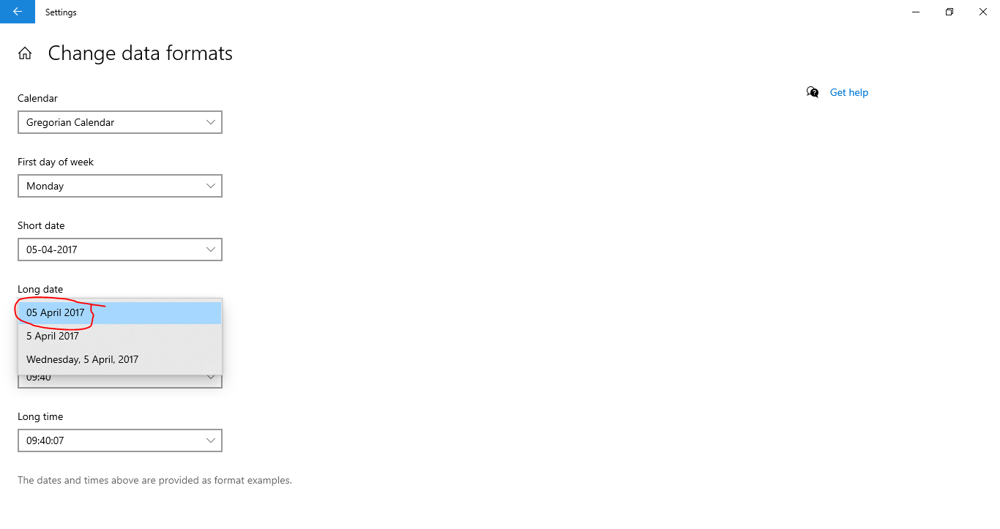 Settings
Change data formats
Get help
Calendar
Gregorian Calendar
First day of week
Monday
Short date
05-04-2017
Long date
05 April 2017
5 April 2017
Wednesday, 5 April, 2017
09:40
Long time
09:40:07
The dates and times above are provided as format examples.